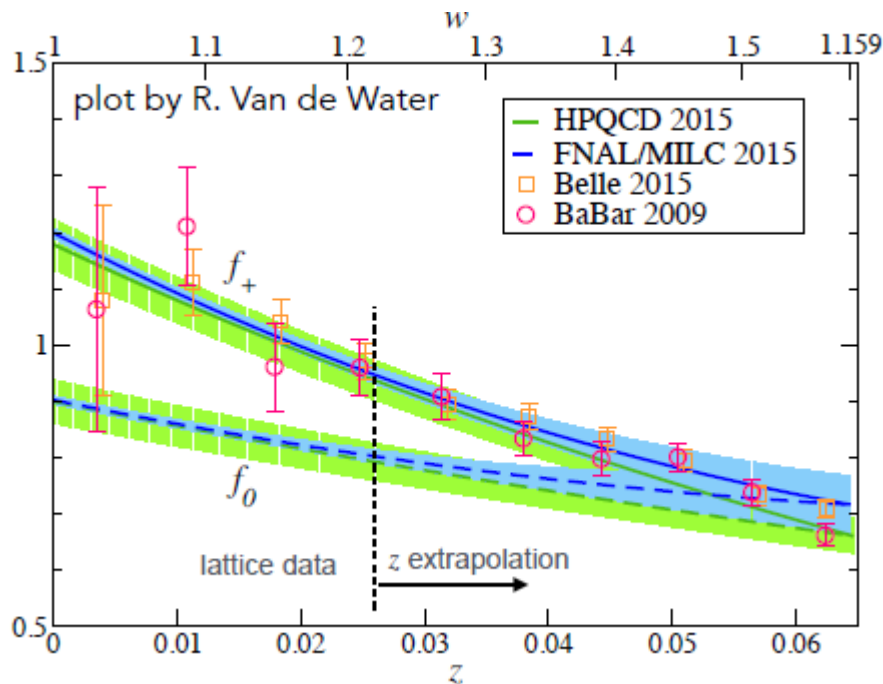 w
1 1.1 1.2 1.3 1.4 1.5 1.159
1.5
plot by R. Van de Water
HPQCD 2015
FNAL/MILC 2015
Belle 2015
BaBar 2009
f+
1
f0
lattice data
z extrapolation
0.5
0 0.01 0.02 0.03 0.04 0.05 0.06
z